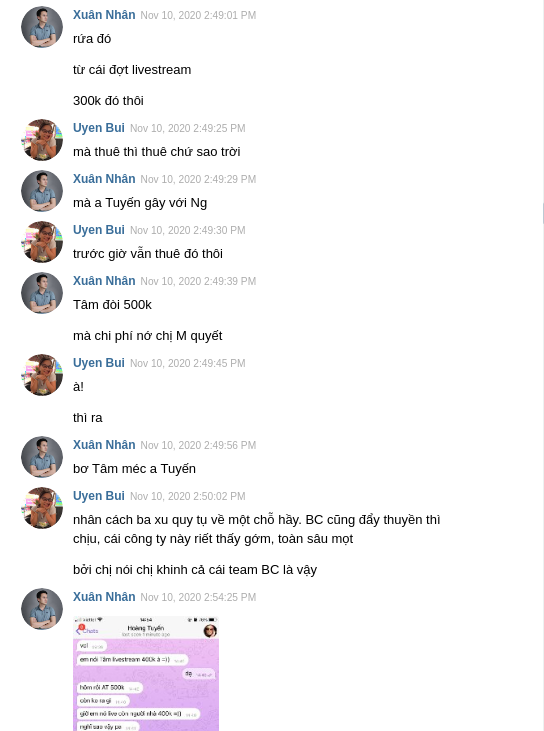 Xuân Nhân Nov 10, 2020 2:49:01 PM
rứa đó
từ cái đợt livestream
300k đó thôi
Uyen Bui Nov 10, 2020 2:49:25 PM
mà thuê thì thuê chứ sao trời
Xuân Nhân Nov 10, 2020 2:49:29 PM
mà a Tuyến gây với Ng
Uyen Bui Nov 10, 2020 2:49:30 PM
trước giờ vẫn thuê đó thôi
Xuân Nhân Nov 10, 2020 2:49:39 PM
Tâm đòi 500k
mà chi phí nớ chị M quyết
Uyen Bui Nov 10, 2020 2:49:45 PM
à!
thì ra
Xuân Nhân Nov 10, 2020 2:49:56 PM
bơ Tâm méc a Tuyến
Uyen Bui Nov 10, 2020 2:50:02 PM
nhân cách ba xu quy tụ về một chỗ hầy. BC cũng đẩy thuyền thì
chịu, cái công ty này riết thấy gớm, toàn sâu mọt
bởi chị nói chị khinh cả cái team BC là vậy
Xuân Nhân Nov 10, 2020 2:54:25 PM
Chats
Hoàng Tuyến
em nói Tâm livestream 400k à =))
dạ
hôm rồi AT 500k
còn ko ra gì
giờ em nó live còn người nhà 400k =))
nghĩ sao vậy pa